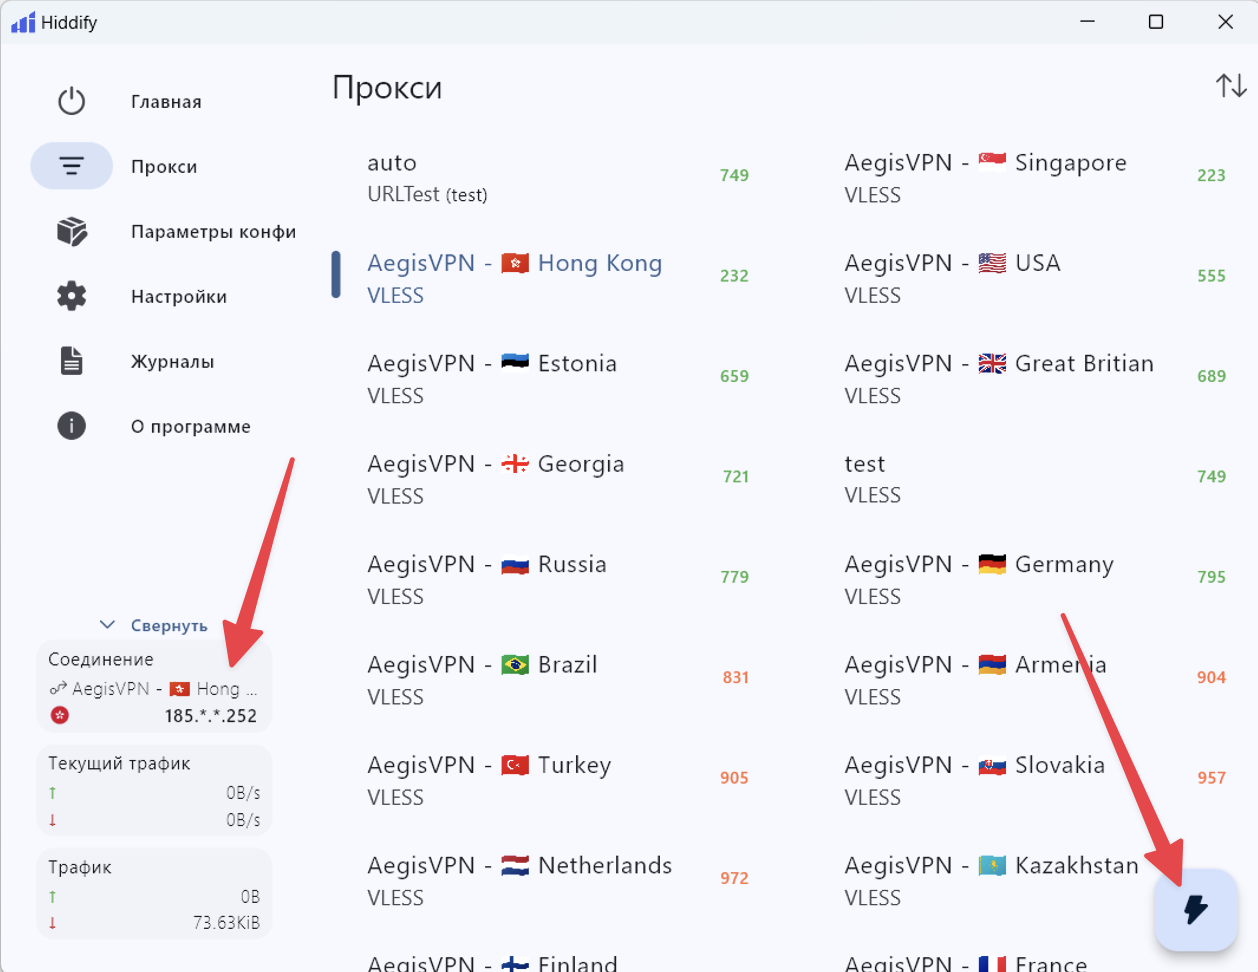 Hiddify
Главная
Прокси
Параметры конфи
Настройки
Журналы
О программе
Свернуть
Соединение
AegisVPN - Hong ...
185.*.*.252
Текущий трафик
↑ 0B/s
↓ 0B/s
Трафик
↑ 0B
↓ 73.63KiB
Прокси
auto
URLTest (test)
749
AegisVPN - Singapore
VLESS
223
AegisVPN - Hong Kong
VLESS
232
AegisVPN - USA
VLESS
555
AegisVPN - Estonia
VLESS
659
AegisVPN - Great Britian
VLESS
689
AegisVPN - Georgia
VLESS
721
test
VLESS
749
AegisVPN - Russia
VLESS
779
AegisVPN - Germany
VLESS
795
AegisVPN - Brazil
VLESS
831
AegisVPN - Armenia
VLESS
904
AegisVPN - Turkey
VLESS
905
AegisVPN - Slovakia
VLESS
957
AegisVPN - Netherlands
VLESS
972
AegisVPN - Kazakhstan
VLESS
AegisVPN - Finland
AegisVPN - France